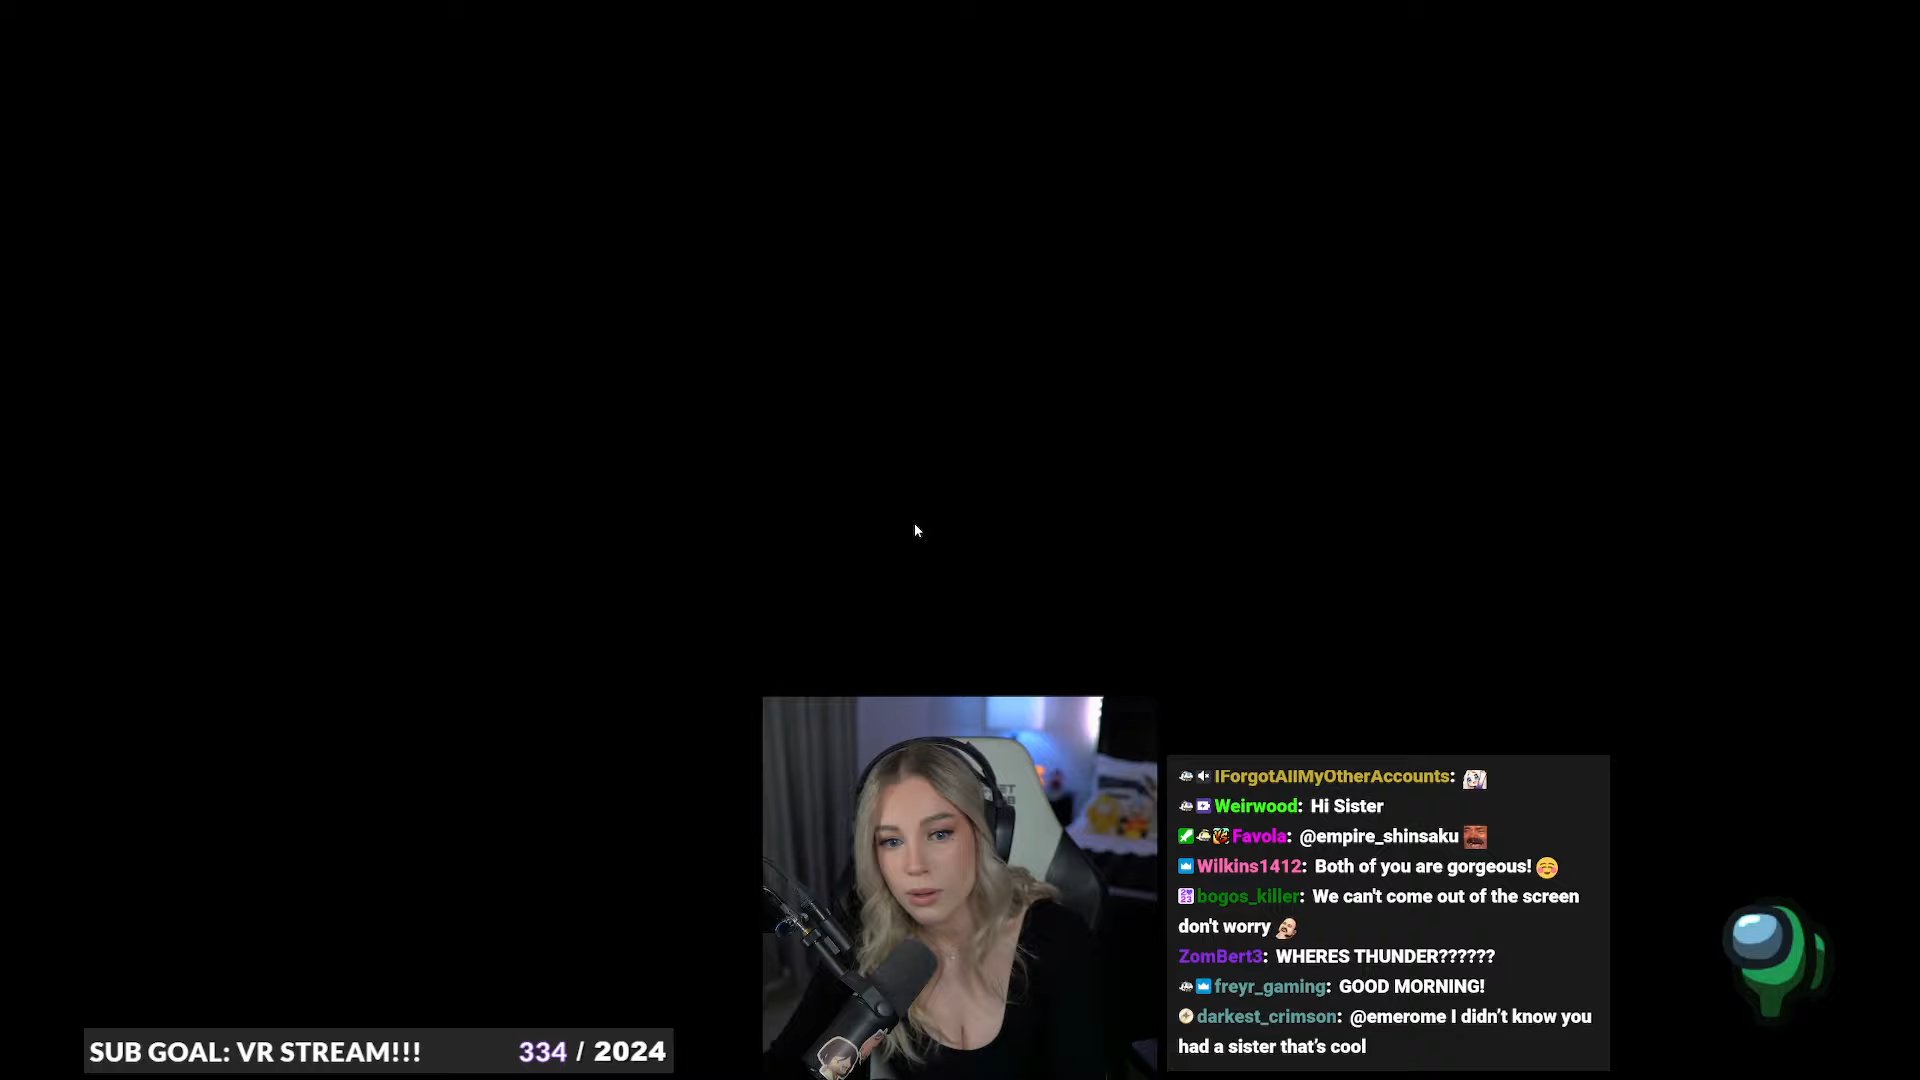 IForgotAllMyOtherAccounts:
Weirwood: Hi Sister
Favola: @empire_shinsaku
Wilkins1412: Both of you are gorgeous!
bogos_killer: We can't come out of the screen
don't worry
ZomBert3: WHERES THUNDER??????
freyr_gaming: GOOD MORNING!
darkest_crimson: @emerome I didn’t know you
had a sister that’s cool
SUB GOAL: VR STREAM!!! 334 / 2024